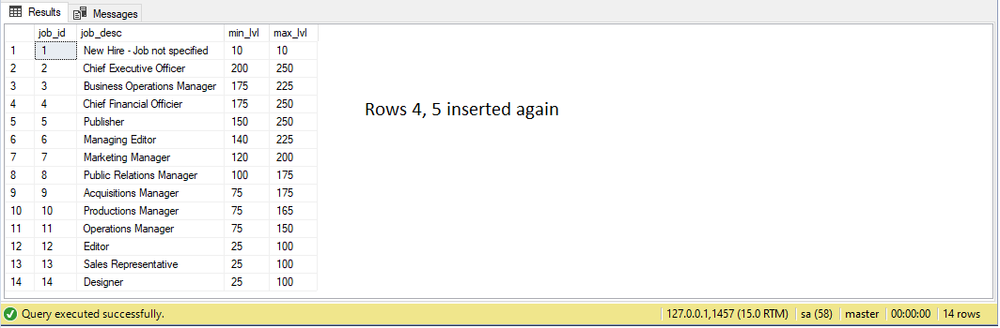 Results Messages
job_id job_desc min_lvl max_lvl
1 1 New Hire - Job not specified 10 10
2 2 Chief Executive Officer 200 250
3 3 Business Operations Manager 175 225
4 4 Chief Financial Officier 175 250
Rows 4, 5 inserted again
5 5 Publisher 150 250
6 6 Managing Editor 140 225
7 7 Marketing Manager 120 200
8 8 Public Relations Manager 100 175
9 9 Acquisitions Manager 75 175
10 10 Productions Manager 75 165
11 11 Operations Manager 75 150
12 12 Editor 25 100
13 13 Sales Representative 25 100
14 14 Designer 25 100
Query executed successfully. 127.0.0.1,1457 (15.0 RTM) sa (58) master 00:00:00 14 rows